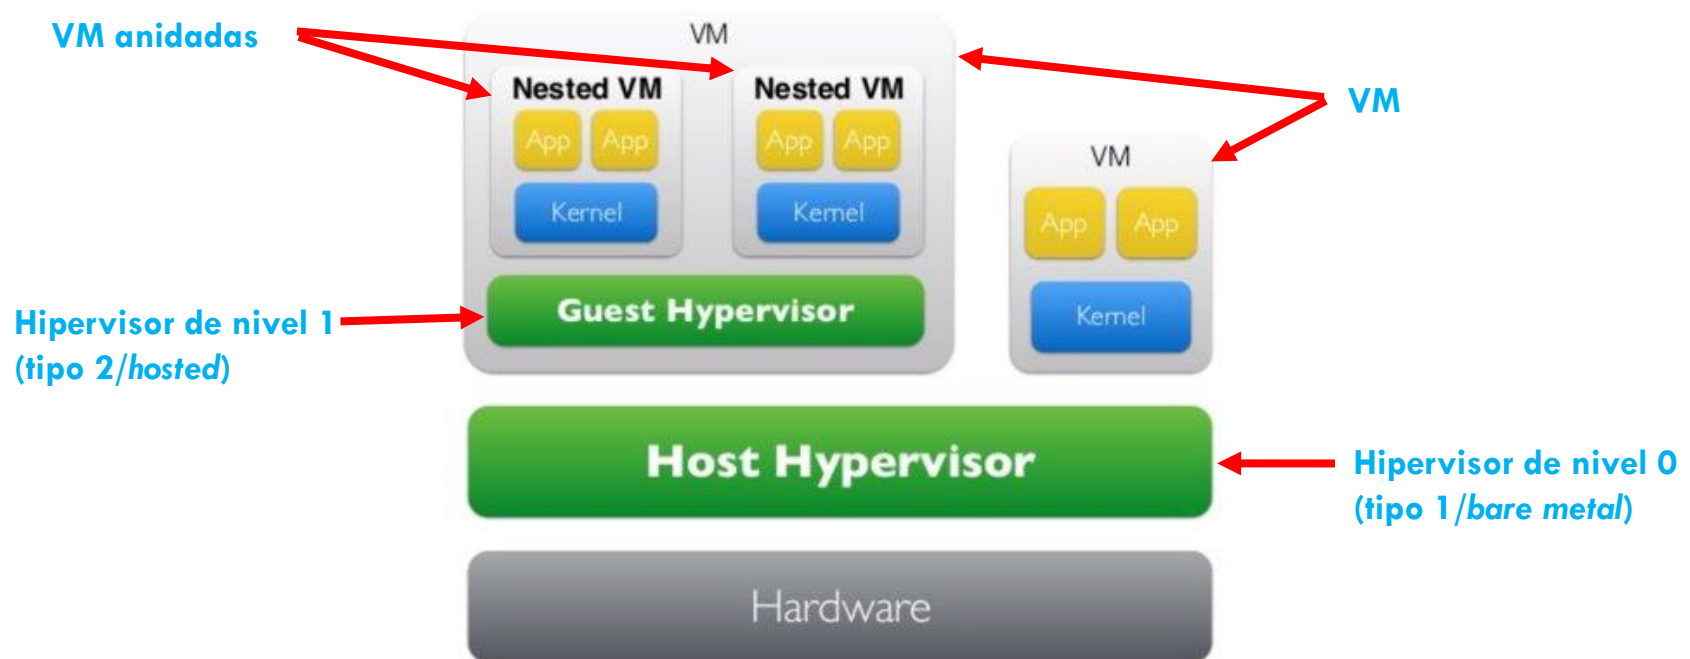 VM anidadas
VM
Nested VM
Nested VM
App App
App App
Kernel
Kernel
Guest Hypervisor
VM
VM
App App
Kernel
Hipervisor de nivel 1
(tipo 2/hosted)
Host Hypervisor
Hipervisor de nivel 0
(tipo 1/bare metal)
Hardware